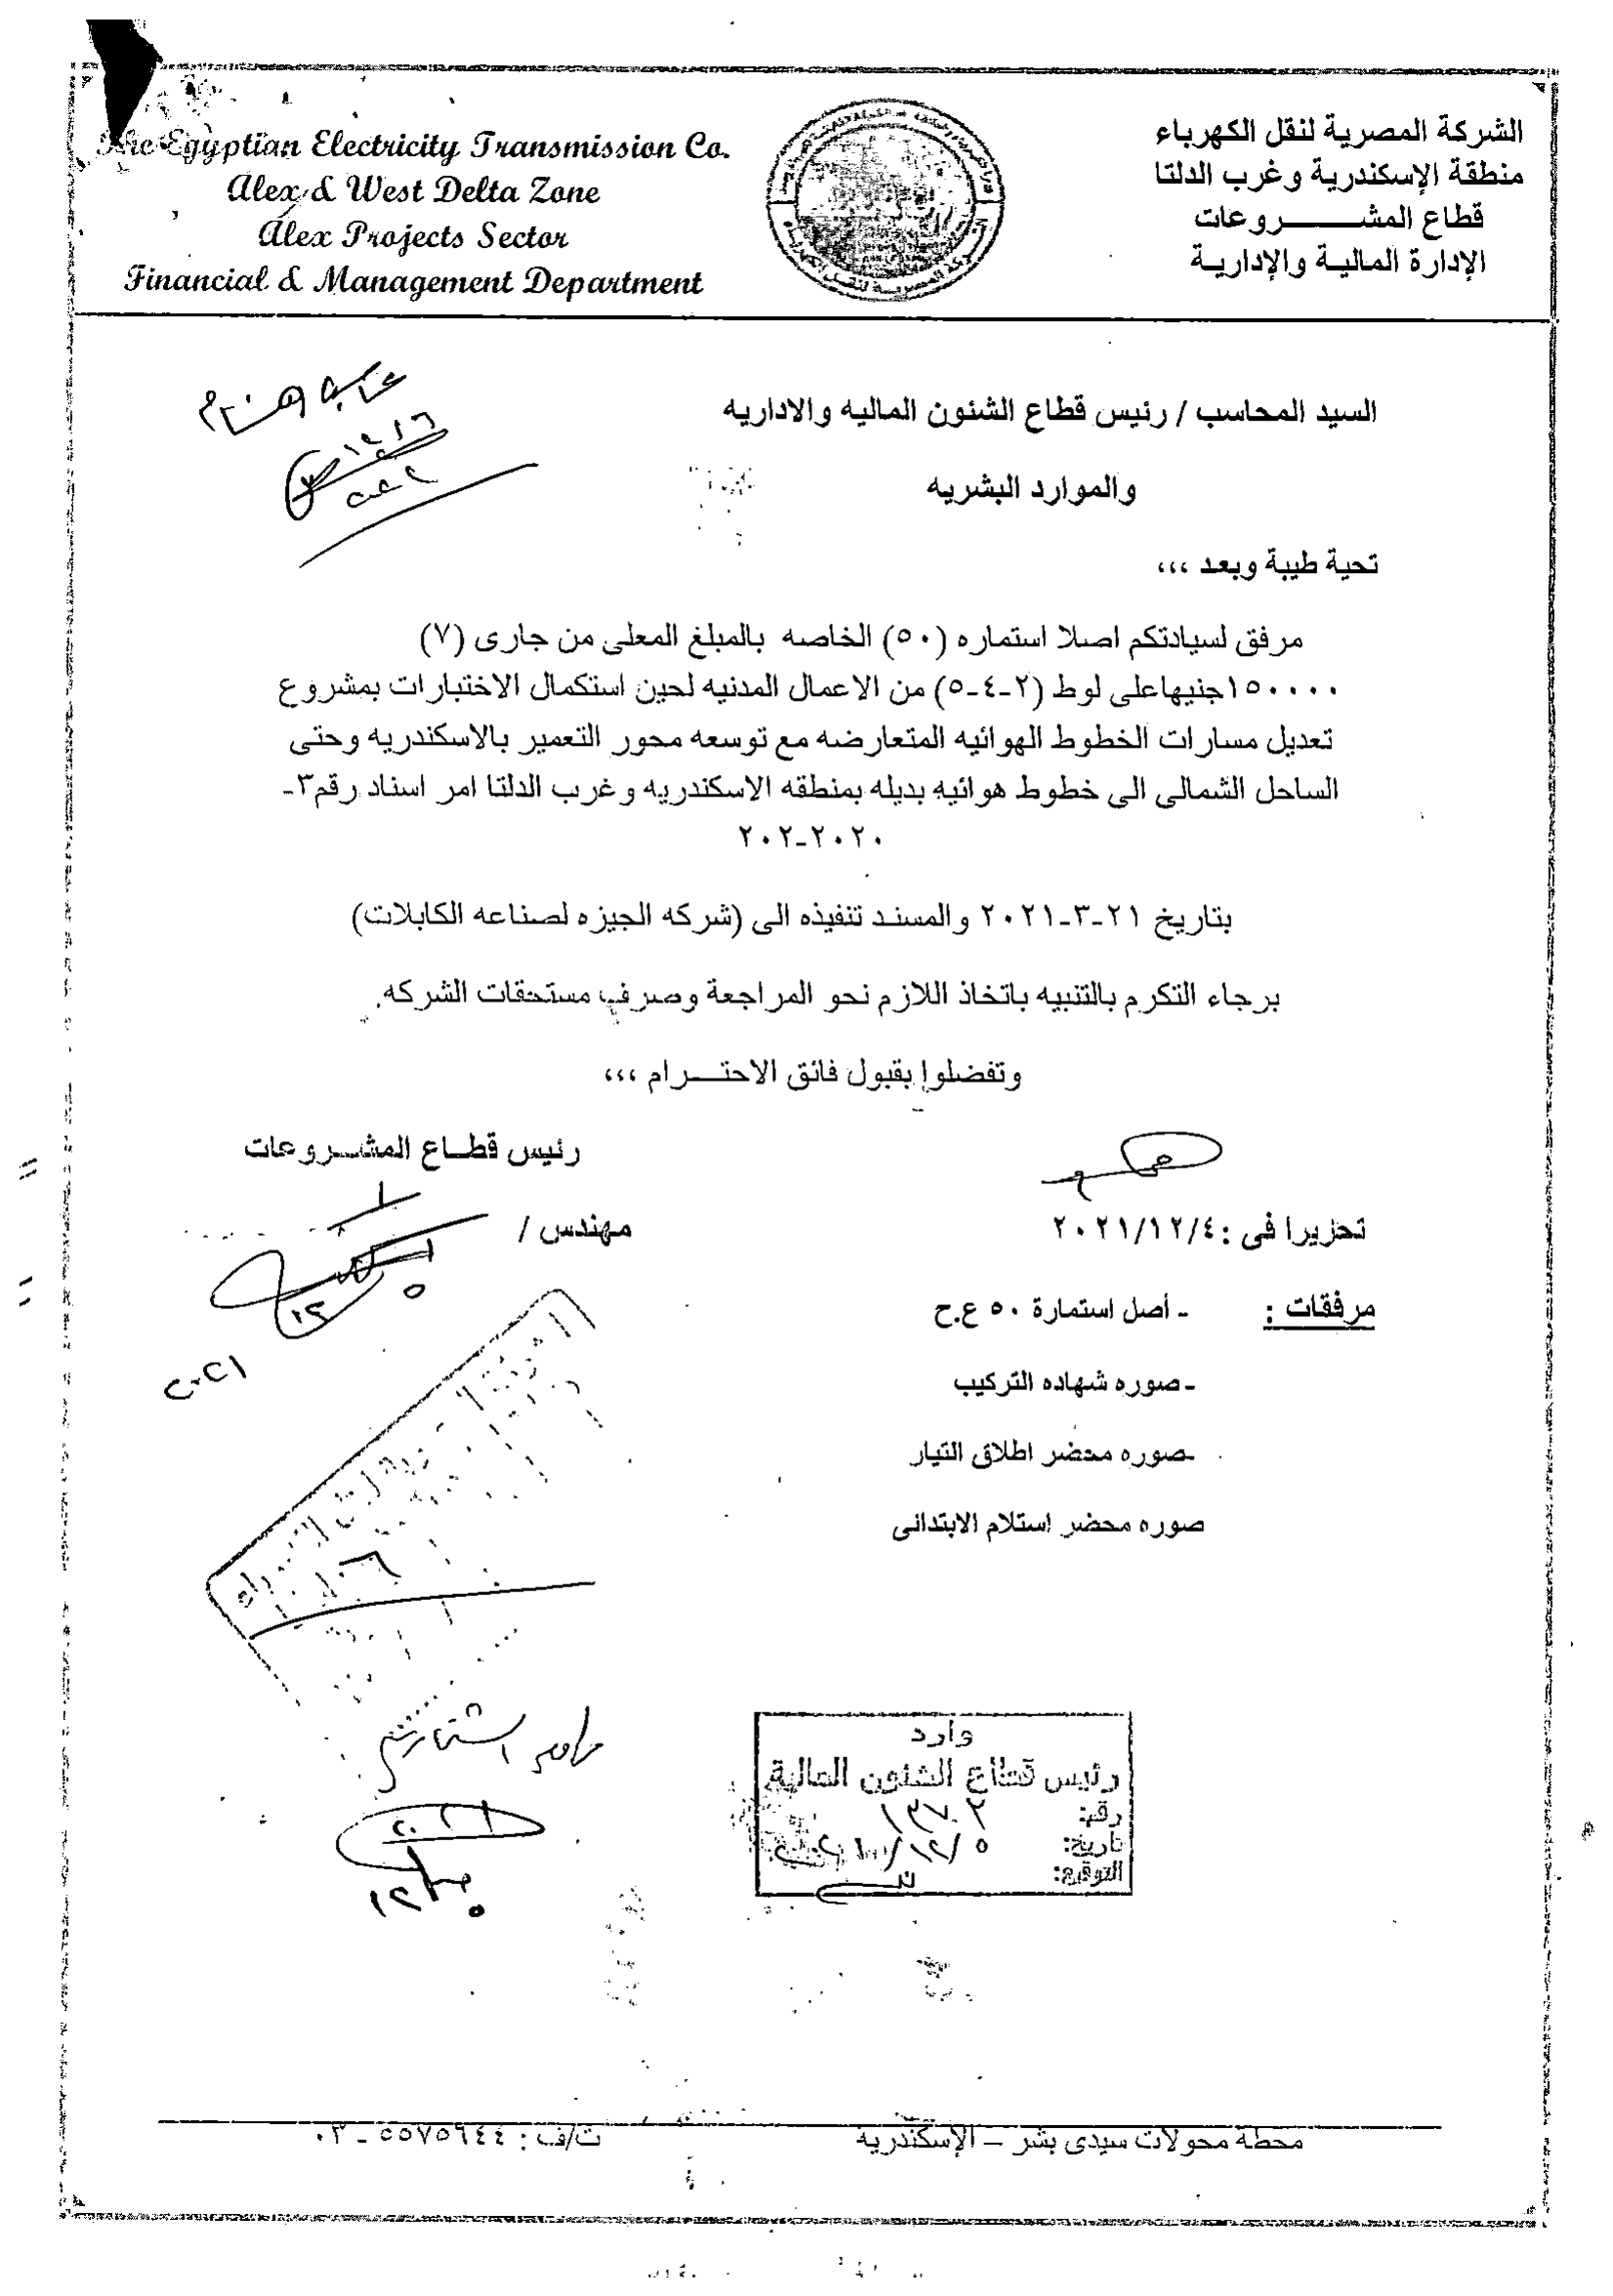 The Egyptian Electricity Transmission Co.
Alex & West Delta Zone
Alex Projects Sector
Financial & Management Department
الشركة المصرية لنقل الكهرباء
منطقة الإسكندرية وغرب الدلتا
قطاع المشـــــــروعات
الإدارة المالية والإدارية
السيد المحاسب / رئيس قطاع الشئون الماليه والاداريه
والموارد البشريه
تحية طيبة وبعد ،،،
مرفق لسيادتكم اصلا استماره (٥٠) الخاصه بالمبلغ المعلى من جارى (٧)
١٥٠٠٠٠جنيهاعلى لوط (٢-٤-٥) من الاعمال المدنيه لحين استكمال الاختبارات بمشروع
تعديل مسارات الخطوط الهوائيه المتعارضه مع توسعه محور التعمير بالاسكندريه وحتى
الساحل الشمالى الى خطوط هوائيه بديله بمنطقه الاسكندريه وغرب الدلتا امر اسناد رقم٣-
٢٠٢-٢٠٢٠
بتاريخ ٢١-٣-٢٠٢١ والمسند تنفيذه الى (شركه الجيزه لصناعه الكابلات)
برجاء التكرم بالتنبيه باتخاذ اللازم نحو المراجعة وصرف مستحقات الشركه.
وتفضلوا بقبول فائق الاحتـــرام ،،،
رئيس قطـاع المشـروعات
مهندس /
١٢
٥
٢٠٢١
تحريرا فى : ٢٠٢١/١٢/٤
مرفقات : - أصل استمارة ٥٠ ع.ح
- صوره شهاده التركيب
-صوره محضر اطلاق التيار
صوره محضر استلام الابتدائى
وارد
رئيس قطاع الشئون المالية
رقم: ١٣٧٠٢
تاريخ: ١٢/٥
التوقيع:
محطة محولات سيدى بشر – الإسكندرية
ت/ف : ٥٥٧٥٦٤٤ - ٠٣